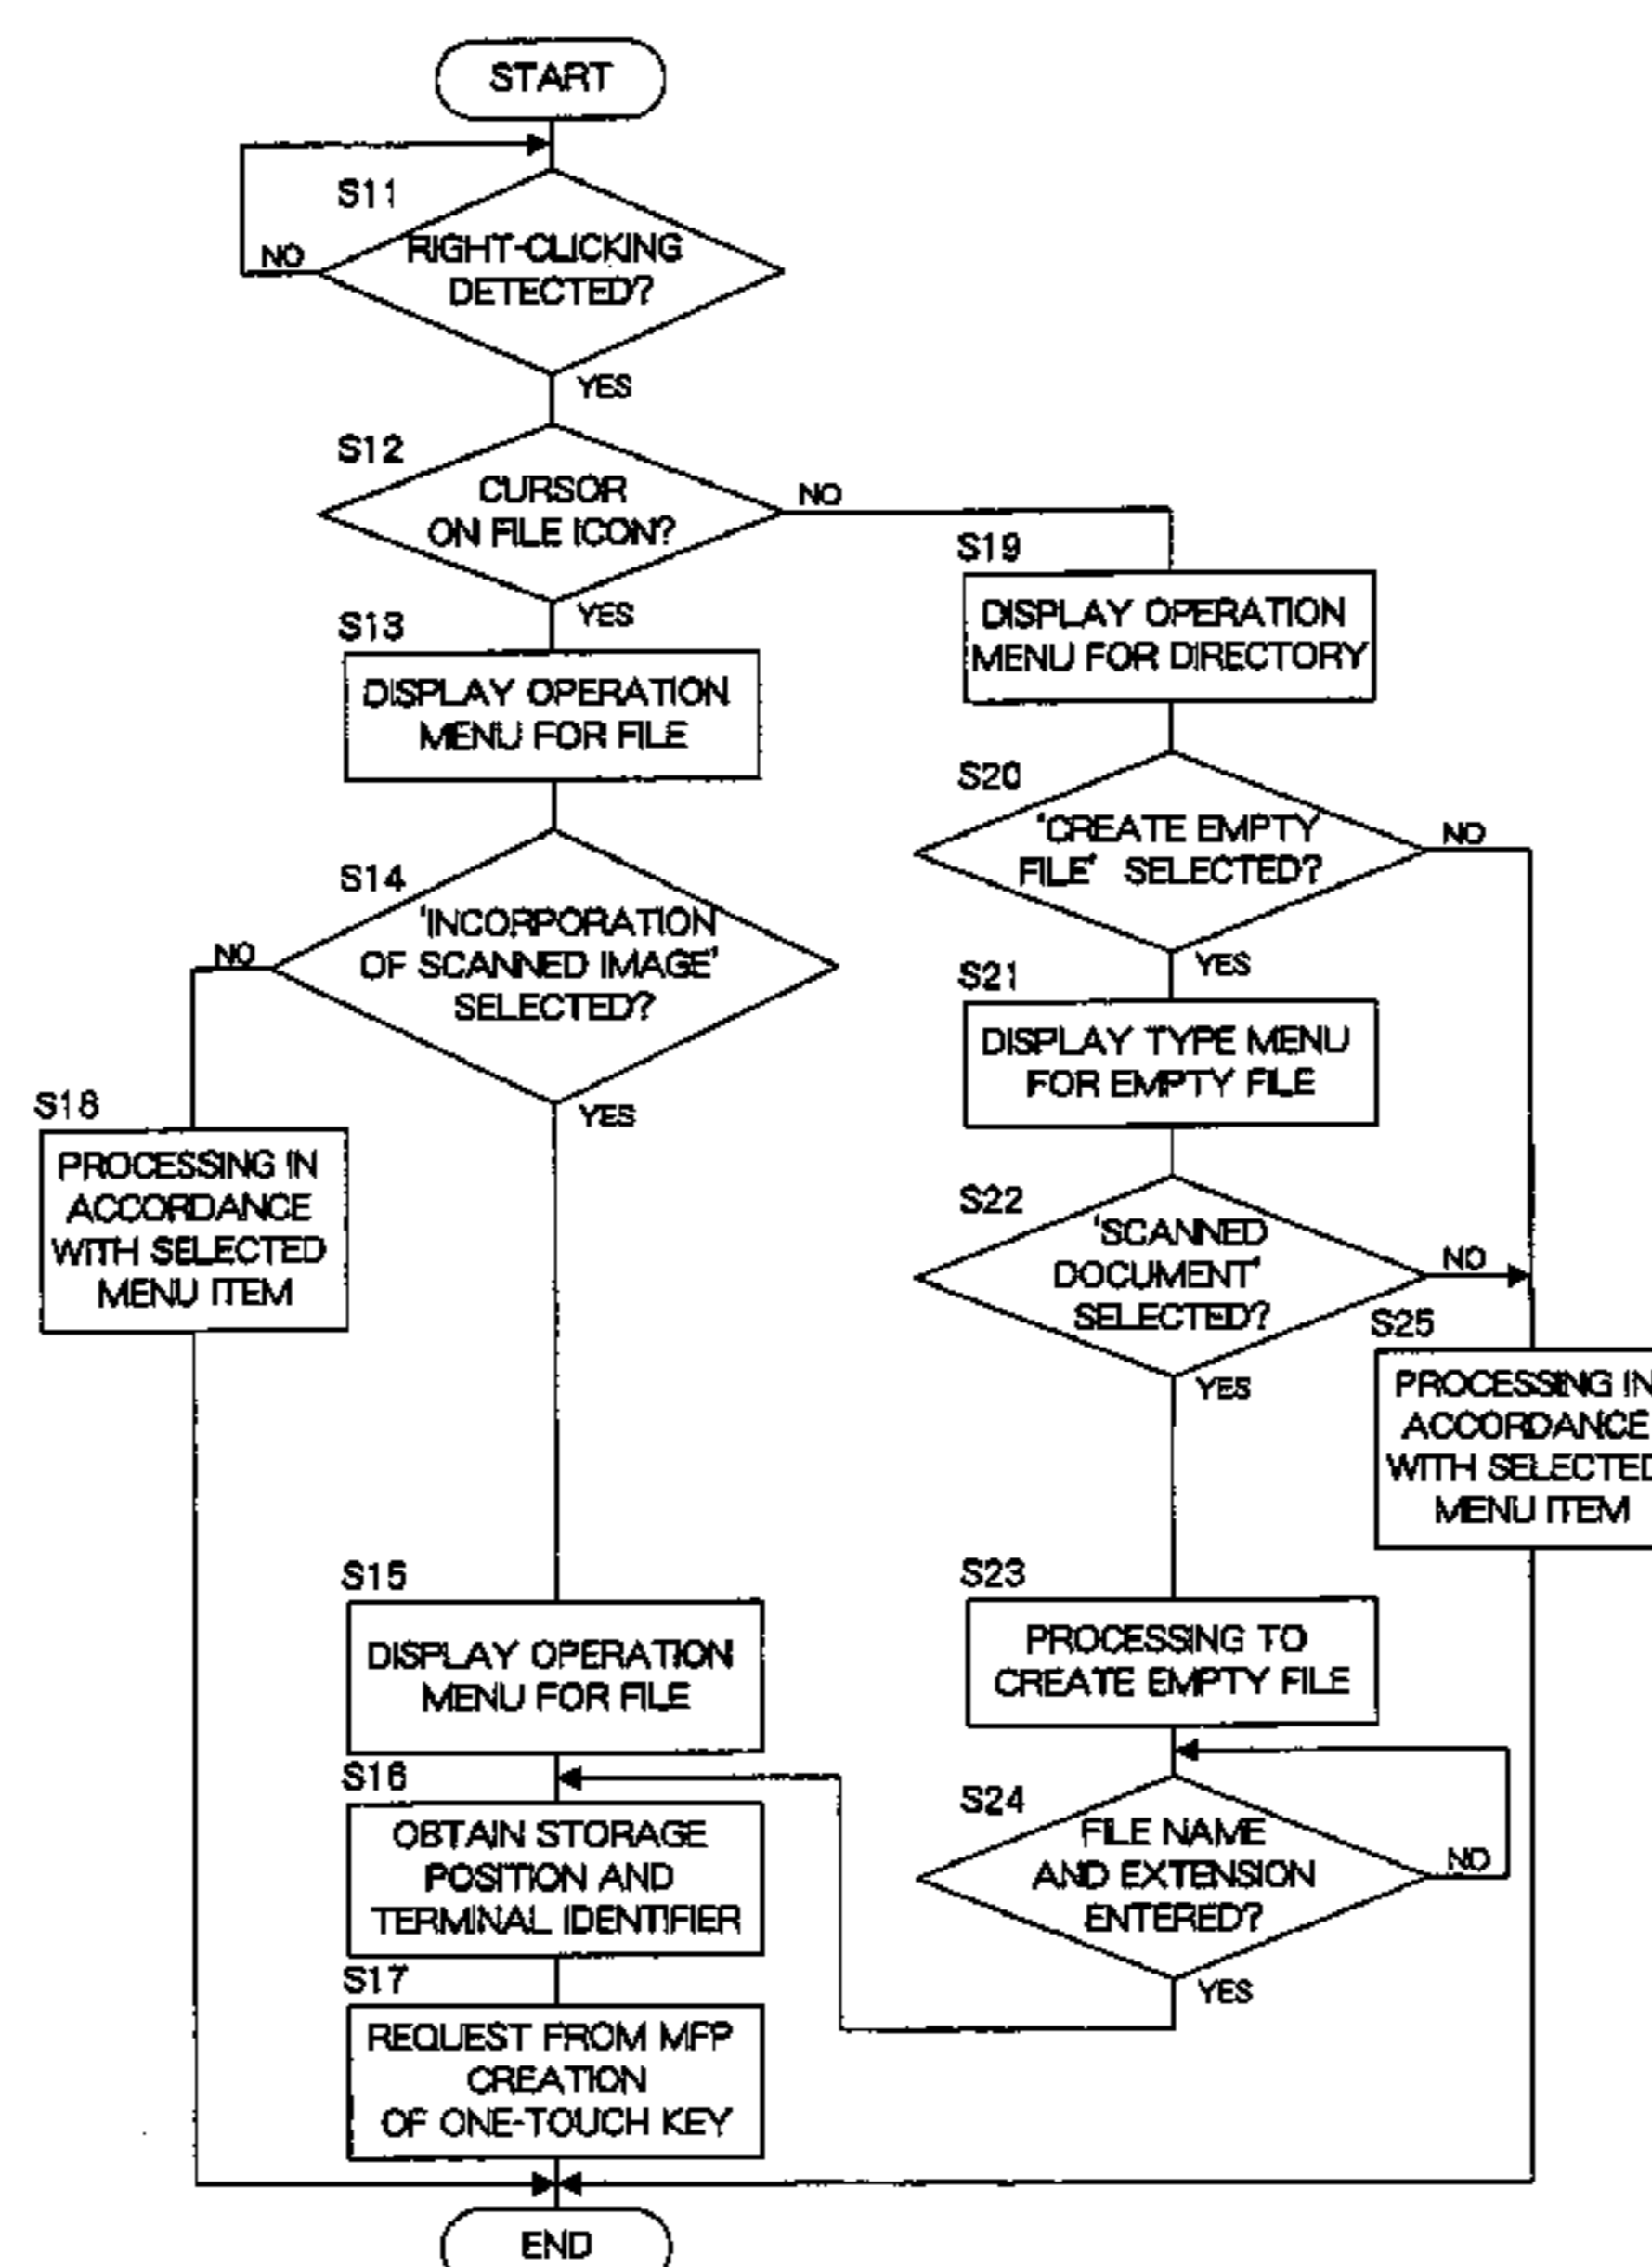 START
S11
RIGHT-CLICKING
DETECTED?
NO
YES
S12
CURSOR
ON FILE ICON?
NO
YES
S13
DISPLAY OPERATION
MENU FOR FILE
S14
'INCORPORATION
OF SCANNED IMAGE'
SELECTED?
NO
YES
S18
PROCESSING IN
ACCORDANCE
WITH SELECTED
MENU ITEM
S15
DISPLAY OPERATION
MENU FOR FILE
S16
OBTAIN STORAGE
POSITION AND
TERMINAL IDENTIFIER
S17
REQUEST FROM MFP
CREATION
OF ONE-TOUCH KEY
END
S19
DISPLAY OPERATION
MENU FOR DIRECTORY
S20
'CREATE EMPTY
FILE' SELECTED?
NO
YES
S21
DISPLAY TYPE MENU
FOR EMPTY FILE
S22
'SCANNED
DOCUMENT'
SELECTED?
NO
YES
S25
PROCESSING IN
ACCORDANCE
WITH SELECTED
MENU ITEM
S23
PROCESSING TO
CREATE EMPTY FILE
S24
FILE NAME
AND EXTENSION
ENTERED?
NO
YES